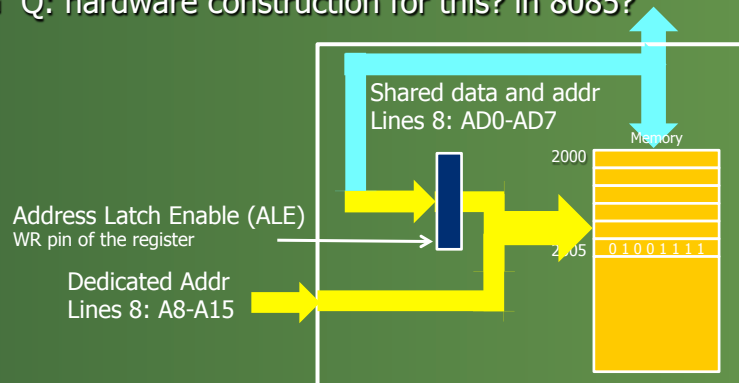 Q: hardware construction for this? in 8085?
Shared data and addr
Lines 8: AD0-AD7
Memory
2000
Address Latch Enable (ALE)
WR pin of the register
2005
0 1 0 0 1 1 1 1
Dedicated Addr
Lines 8: A8-A15